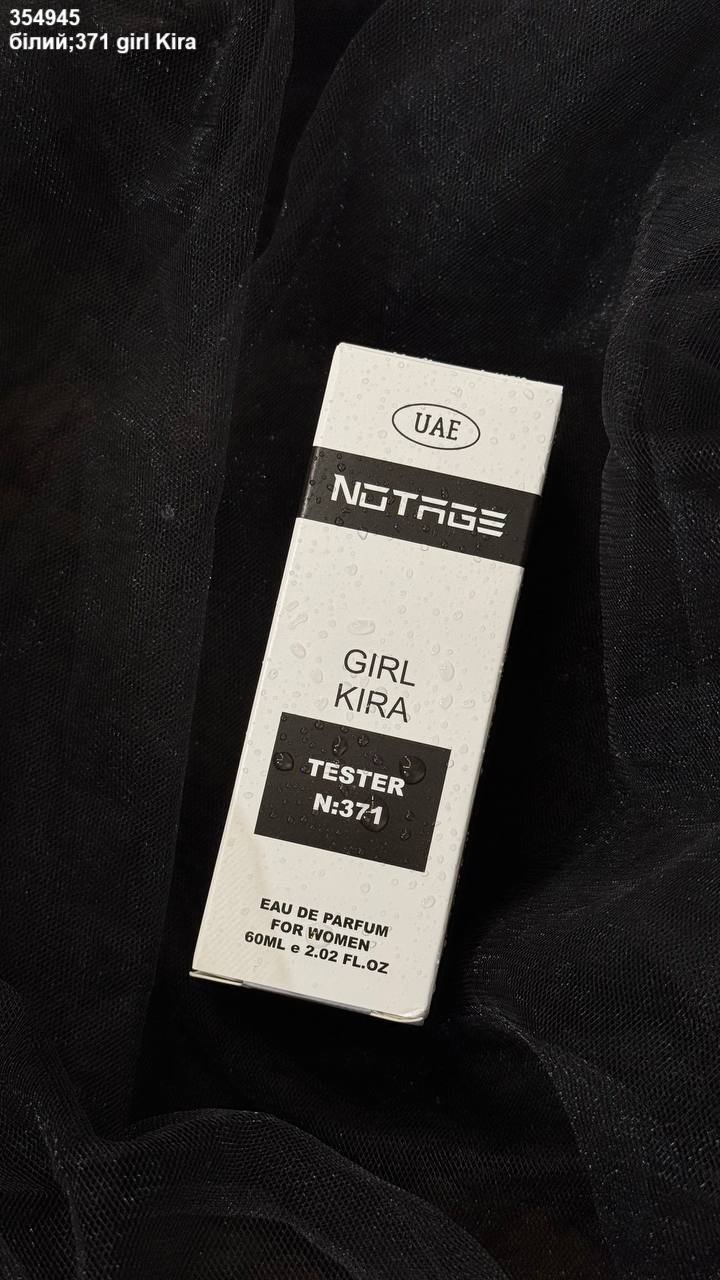 354945
білий;371 girl Kira
UAE
NOTAGE
GIRL
KIRA
TESTER
N:371
EAU DE PARFUM
FOR WOMEN
60ML e 2.02 FL.OZ